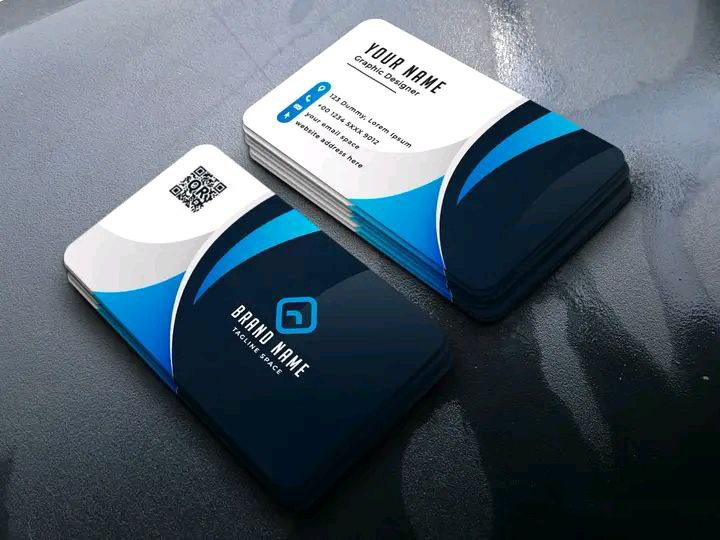 YOUR NAME
Graphic Designer
123 Dummy, Lorem Ipsum
+00 1234 5XXX 9012
your email space
website address here
QR
BRAND NAME
TAGLINE SPACE